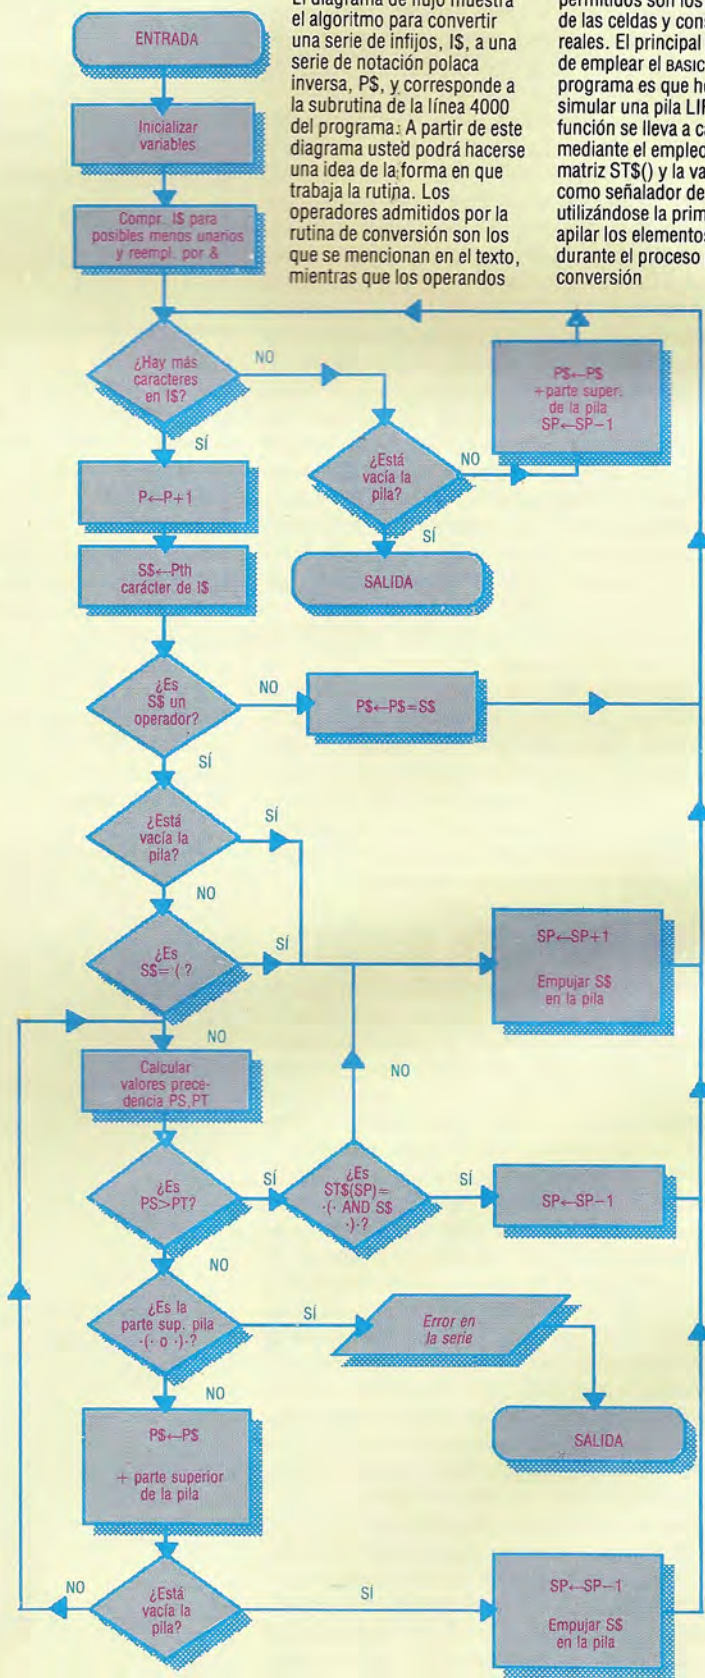 El diagrama de flujo muestra
el algoritmo para convertir
una serie de infijos, I$, a una
serie de notación polaca
inversa, P$, y corresponde a
la subrutina de la línea 4000
del programa. A partir de este
diagrama usted podrá hacerse
una idea de la forma en que
trabaja la rutina. Los
operadores admitidos por la
rutina de conversión son los
que se mencionan en el texto,
mientras que los operandos
permitidos son los
de las celdas y
reales. El principal
de emplear el BASIC
programa es que
simular una pila
función se lleva a
mediante el
matriz ST$() y la
como señalador de
utilizándose la
apilar los elementos
durante el proceso
conversión
ENTRADA
Inicializar
variables
Compr. I$ para
posibles menos unarios
y reempl. por &
¿Hay más
caracteres
en I$?
NO
SÍ
P$←P$
+parte super.
de la pila
SP←SP−1
¿Está
vacía la
pila?
NO
SÍ
SALIDA
P←P+1
S$←Pth
carácter de I$
¿Es
S$ un
operador?
NO
P$←P$=S$
SÍ
¿Está
vacía la
pila?
SÍ
NO
¿Es
S$= ( ?
SÍ
NO
SP←SP+1
Empujar S$
en la pila
Calcular
valores prece-
dencia PS,PT
NO
¿Es
PS>PT?
SÍ
¿Es
ST$(SP)=
·(· AND S$
·)·?
SÍ
SP←SP−1
NO
¿Es la
parte sup. pila
·(· o ·)·?
SÍ
Error en
la serie
NO
SALIDA
P$←P$
+ parte superior
de la pila
¿Está
vacía la
pila?
NO
SÍ
SP←SP−1
Empujar S$
en la pila